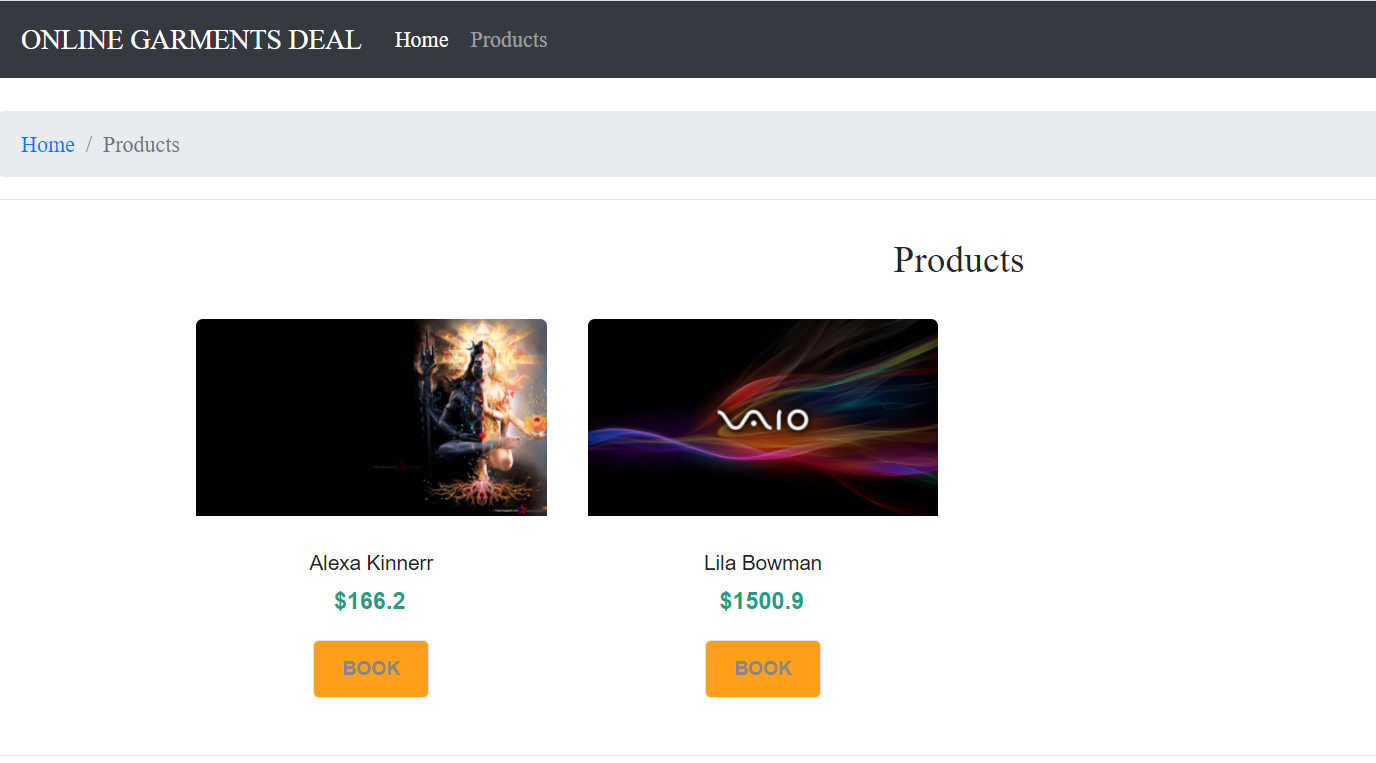 ONLINE GARMENTS DEAL Home Products
Home / Products
Products
VAIO
Alexa Kinnerr
Lila Bowman
$166.2
$1500.9
BOOK
BOOK